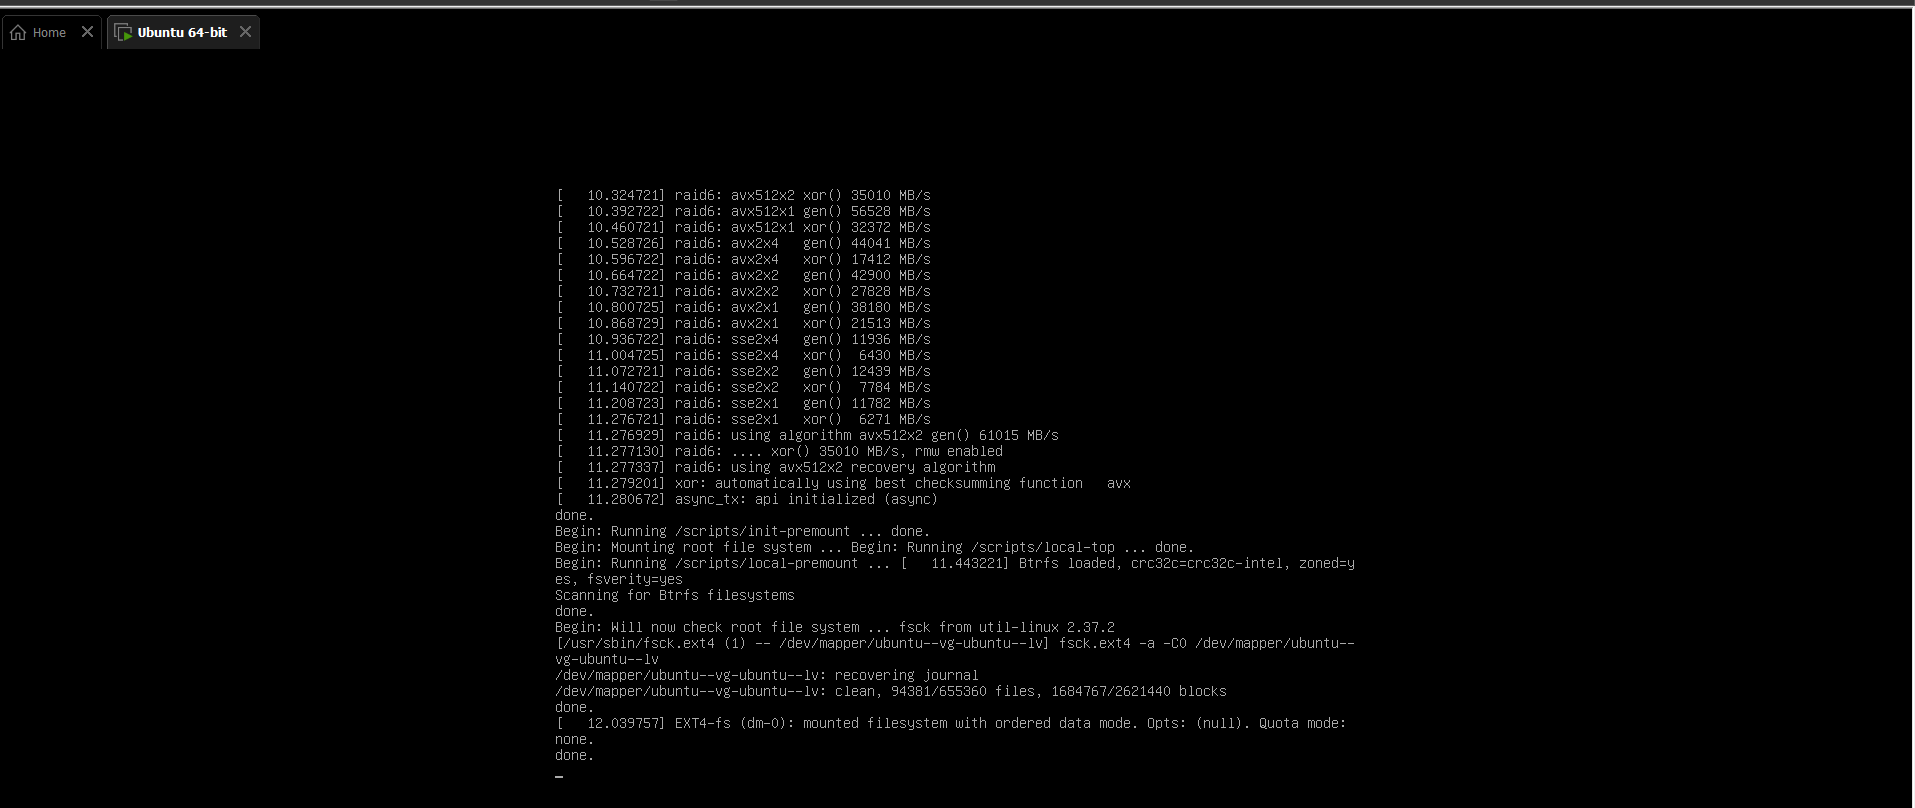 Home
Ubuntu 64-bit
[   10.324721] raid6: avx512x2 xor() 35010 MB/s
[   10.392722] raid6: avx512x1 gen() 56528 MB/s
[   10.460721] raid6: avx512x1 xor() 32372 MB/s
[   10.528726] raid6: avx2x4   gen() 44041 MB/s
[   10.596722] raid6: avx2x4   xor() 17412 MB/s
[   10.664722] raid6: avx2x2   gen() 42900 MB/s
[   10.732721] raid6: avx2x2   xor() 27828 MB/s
[   10.800725] raid6: avx2x1   gen() 38180 MB/s
[   10.868729] raid6: avx2x1   xor() 21513 MB/s
[   10.936722] raid6: sse2x4   gen() 11936 MB/s
[   11.004725] raid6: sse2x4   xor()  6430 MB/s
[   11.072721] raid6: sse2x2   gen() 12439 MB/s
[   11.140722] raid6: sse2x2   xor()  7784 MB/s
[   11.208723] raid6: sse2x1   gen() 11782 MB/s
[   11.276721] raid6: sse2x1   xor()  6271 MB/s
[   11.276929] raid6: using algorithm avx512x2 gen() 61015 MB/s
[   11.277130] raid6: .... xor() 35010 MB/s, rmw enabled
[   11.277337] raid6: using avx512x2 recovery algorithm
[   11.279201] xor: automatically using best checksumming function   avx
[   11.280672] async_tx: api initialized (async)
done.
Begin: Running /scripts/init-premount ... done.
Begin: Mounting root file system ... Begin: Running /scripts/local-top ... done.
Begin: Running /scripts/local-premount ... [   11.443221] Btrfs loaded, crc32c=crc32c-intel, zoned=y
es, fsverity=yes
Scanning for Btrfs filesystems
done.
Begin: Will now check root file system ... fsck from util-linux 2.37.2
[/usr/sbin/fsck.ext4 (1) -- /dev/mapper/ubuntu--vg-ubuntu--lv] fsck.ext4 -a -C0 /dev/mapper/ubuntu--
vg-ubuntu--lv
/dev/mapper/ubuntu--vg-ubuntu--lv: recovering journal
/dev/mapper/ubuntu--vg-ubuntu--lv: clean, 94381/655360 files, 1684767/2621440 blocks
done.
[   12.039757] EXT4-fs (dm-0): mounted filesystem with ordered data mode. Opts: (null). Quota mode:
none.
done.